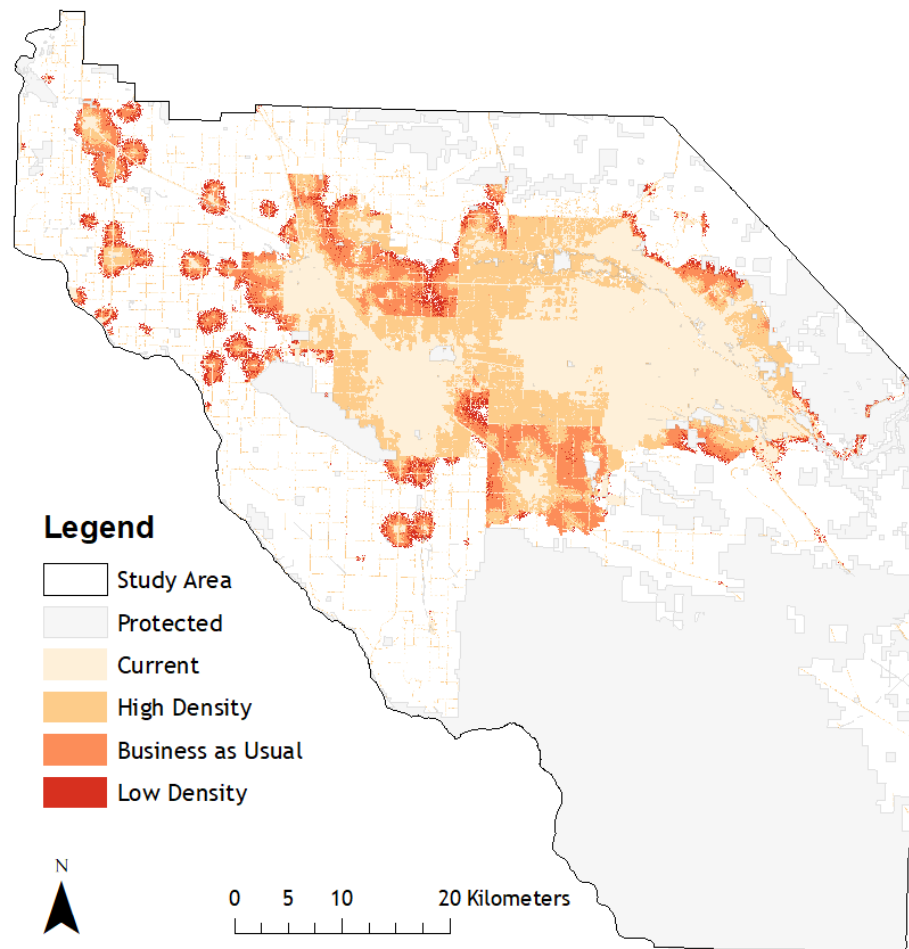 Legend
Study Area
Protected
Current
High Density
Business as Usual
Low Density
N
0 5 10 20 Kilometers